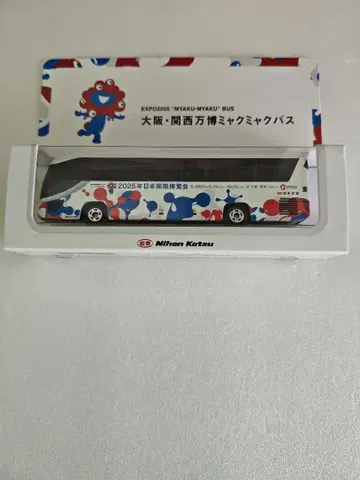 EXPO2025 "MYAKU-MYAKU" BUS
大阪・関西万博ミャクミャクバス
2025年日本国際博覧会
Nihon Kotsu